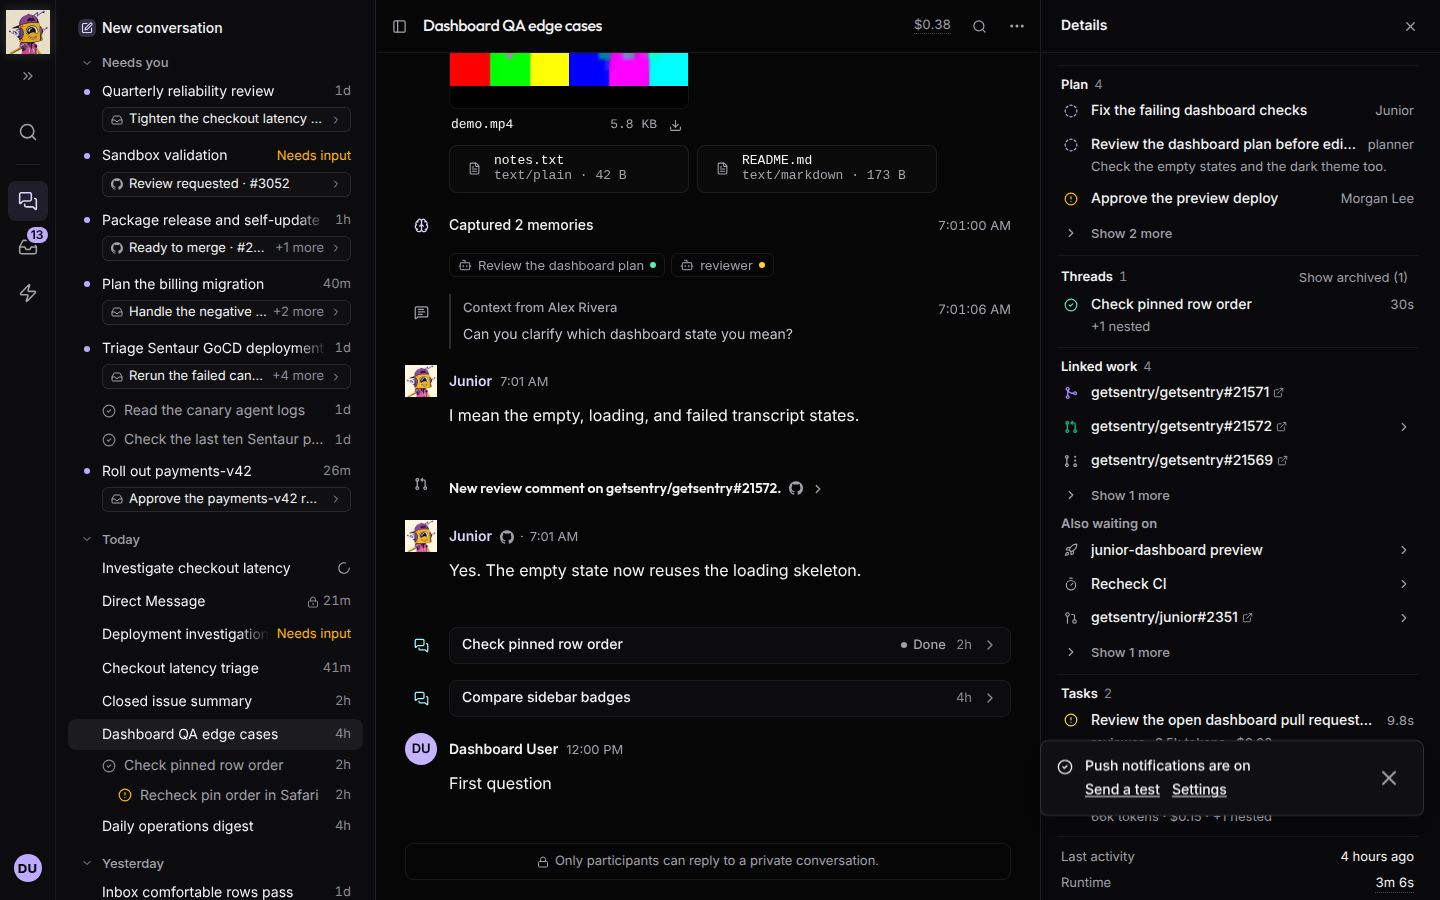 New conversation
Needs you
Quarterly reliability review 1d
Tighten the checkout latency ...
Sandbox validation Needs input
Review requested · #3052
Package release and self-update 1h
Ready to merge · #2... +1 more
Plan the billing migration 40m
Handle the negative ... +2 more
Triage Sentaur GoCD deployment 1d
Rerun the failed can... +4 more
Read the canary agent logs 1d
Check the last ten Sentaur p... 1d
Roll out payments-v42 26m
Approve the payments-v42 r...
Today
Investigate checkout latency
Direct Message 21m
Deployment investigation Needs input
Checkout latency triage 41m
Closed issue summary 2h
Dashboard QA edge cases 4h
Check pinned row order 2h
Recheck pin order in Safari 2h
Daily operations digest 4h
Yesterday
Inbox comfortable rows pass 1d
13
DU
Dashboard QA edge cases $0.38
demo.mp4 5.8 KB
notes.txt
text/plain · 42 B
README.md
text/markdown · 173 B
Captured 2 memories 7:01:00 AM
Review the dashboard plan
reviewer
Context from Alex Rivera 7:01:06 AM
Can you clarify which dashboard state you mean?
Junior 7:01 AM
I mean the empty, loading, and failed transcript states.
New review comment on getsentry/getsentry#21572.
Junior · 7:01 AM
Yes. The empty state now reuses the loading skeleton.
Check pinned row order Done 2h
Compare sidebar badges 4h
DU Dashboard User 12:00 PM
First question
Only participants can reply to a private conversation.
Details
Plan 4
Fix the failing dashboard checks Junior
Review the dashboard plan before edi... planner
Check the empty states and the dark theme too.
Approve the preview deploy Morgan Lee
Show 2 more
Threads 1 Show archived (1)
Check pinned row order 30s
+1 nested
Linked work 4
getsentry/getsentry#21571
getsentry/getsentry#21572
getsentry/getsentry#21569
Show 1 more
Also waiting on
junior-dashboard preview
Recheck CI
getsentry/junior#2351
Show 1 more
Tasks 2
Review the open dashboard pull request... 9.8s
Push notifications are on
Send a test Settings
66k tokens · $0.15 · +1 nested
Last activity 4 hours ago
Runtime 3m 6s